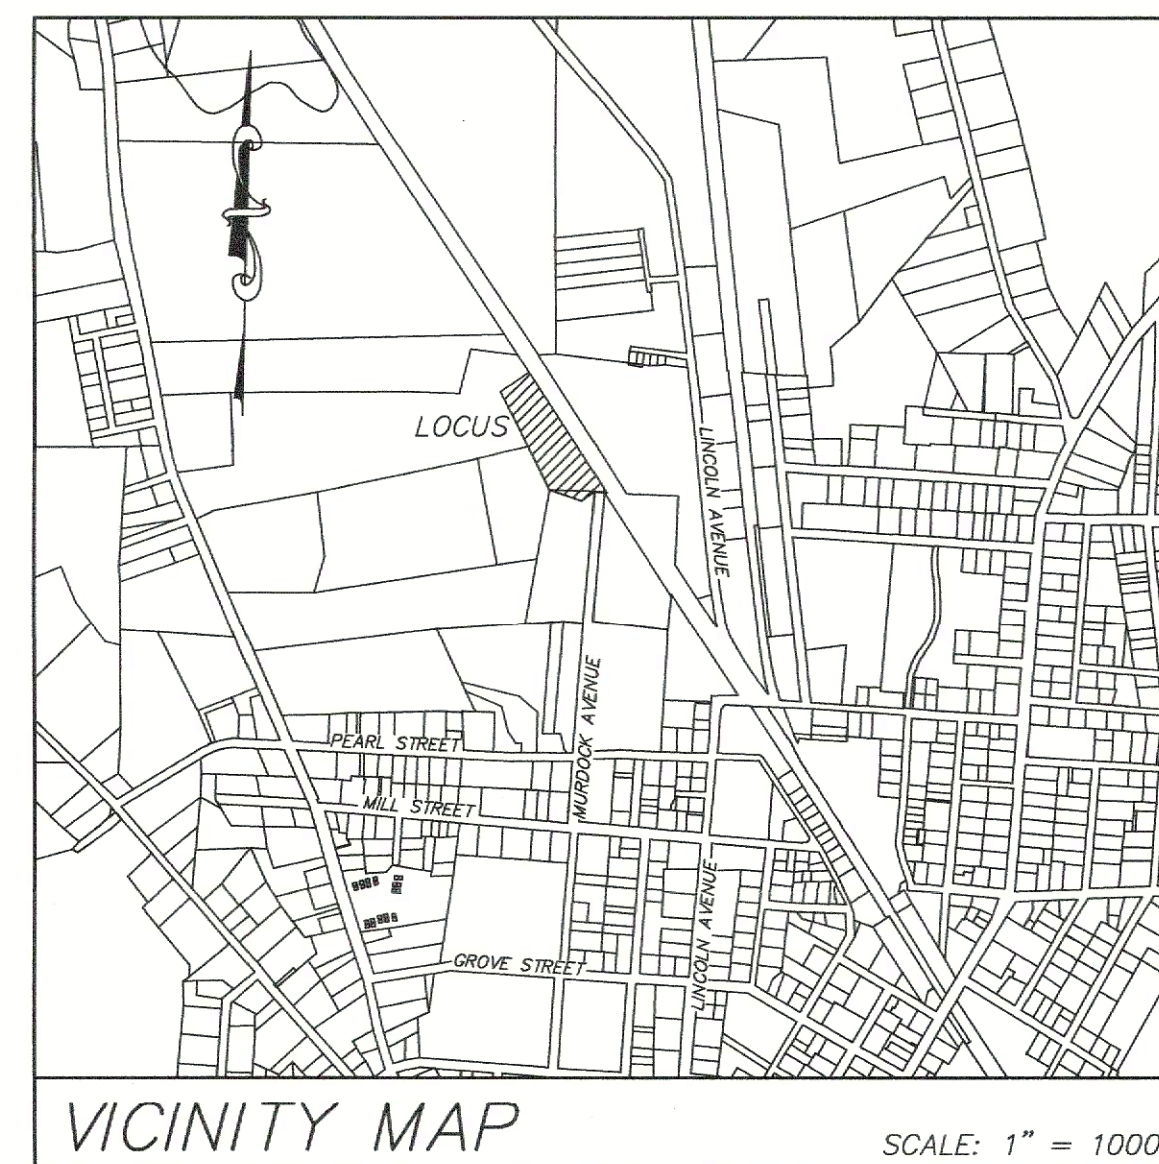 LOCUS
LINCOLN AVENUE
MURDOCK AVENUE
PEARL STREET
MILL STREET
LINCOLN AVENUE
GROVE STREET
VICINITY MAP
SCALE: 1" = 1000